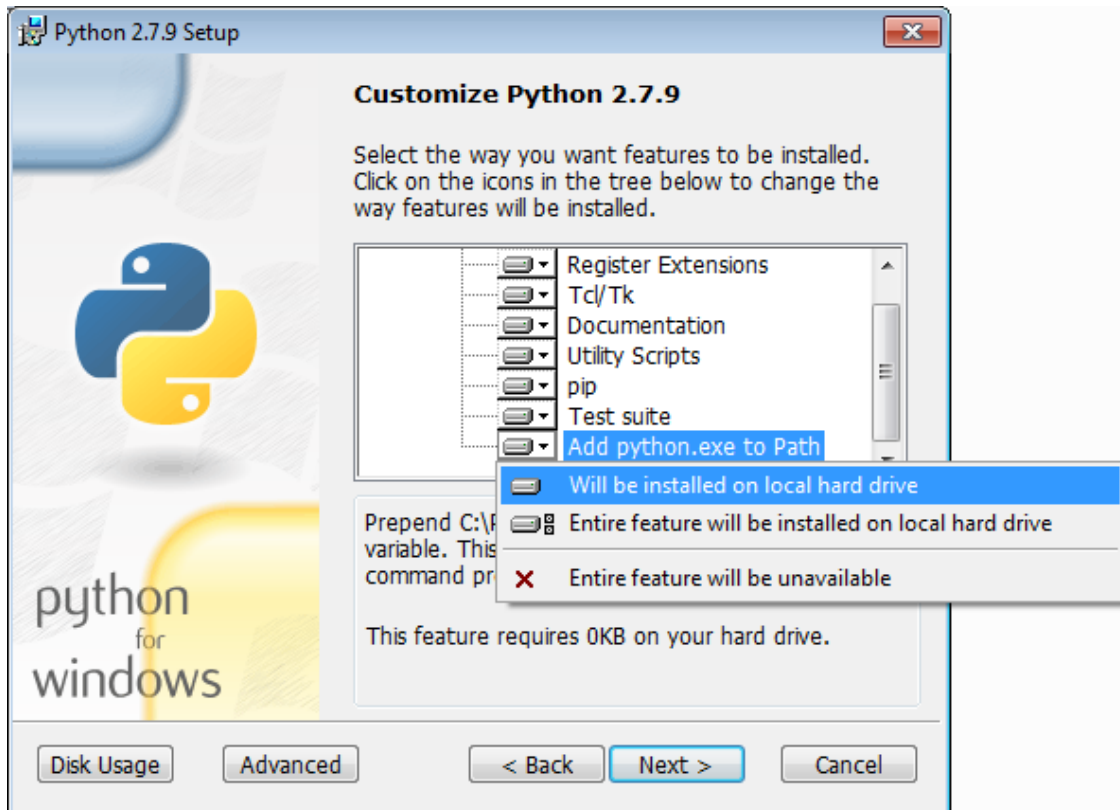 Python 2.7.9 Setup
Customize Python 2.7.9
Select the way you want features to be installed.
Click on the icons in the tree below to change the
way features will be installed.
Register Extensions
Tcl/Tk
Documentation
Utility Scripts
pip
Test suite
Add python.exe to Path
Will be installed on local hard drive
Entire feature will be installed on local hard drive
Entire feature will be unavailable
Prepend C:\
variable. This
command
This feature requires 0KB on your hard drive.
python
for
windows
Disk Usage
Advanced
< Back
Next >
Cancel